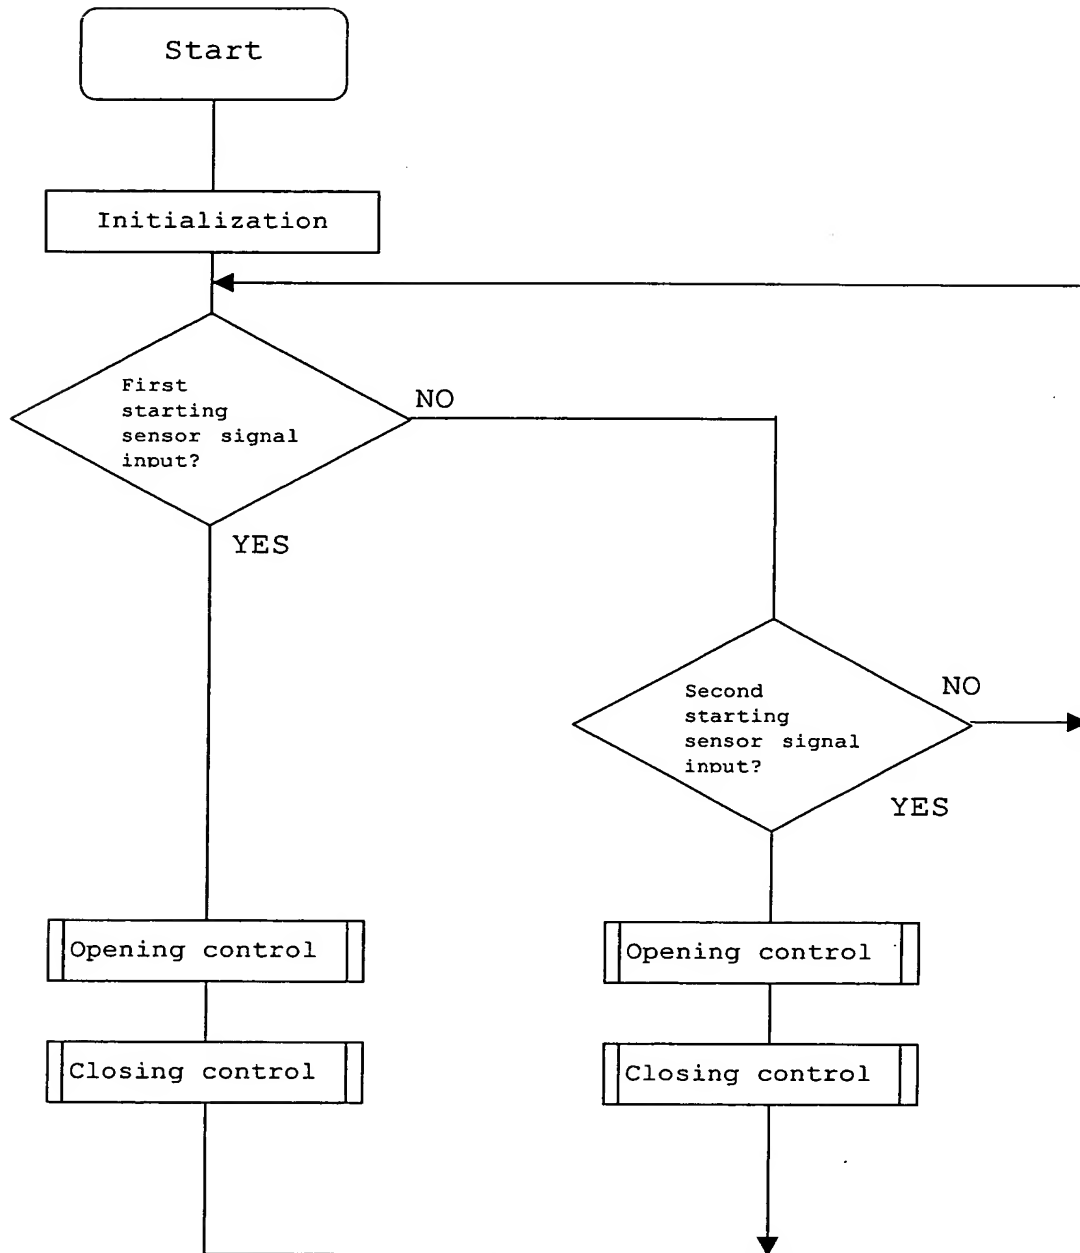 Start
Initialization
First
starting
sensor signal
input?
NO
YES
Second
starting
sensor signal
input?
NO
YES
Opening control
Opening control
Closing control
Closing control